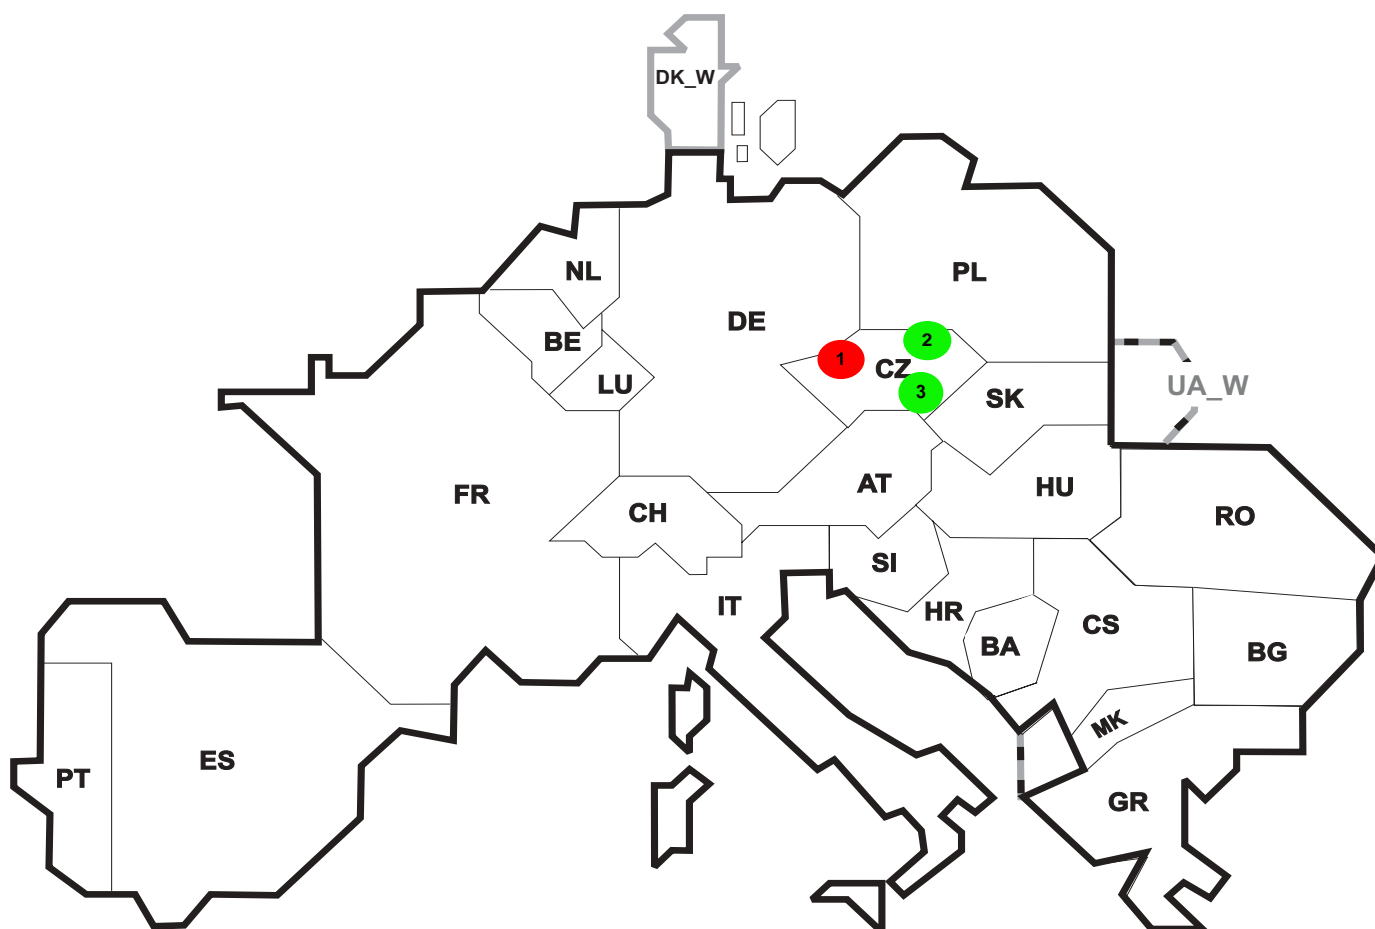 DK_W
NL
PL
DE
BE
1
2
CZ
LU
3
SK
UA_W
FR
AT
HU
CH
RO
SI
IT
HR
CS
BA
BG
MK
ES
PT
GR